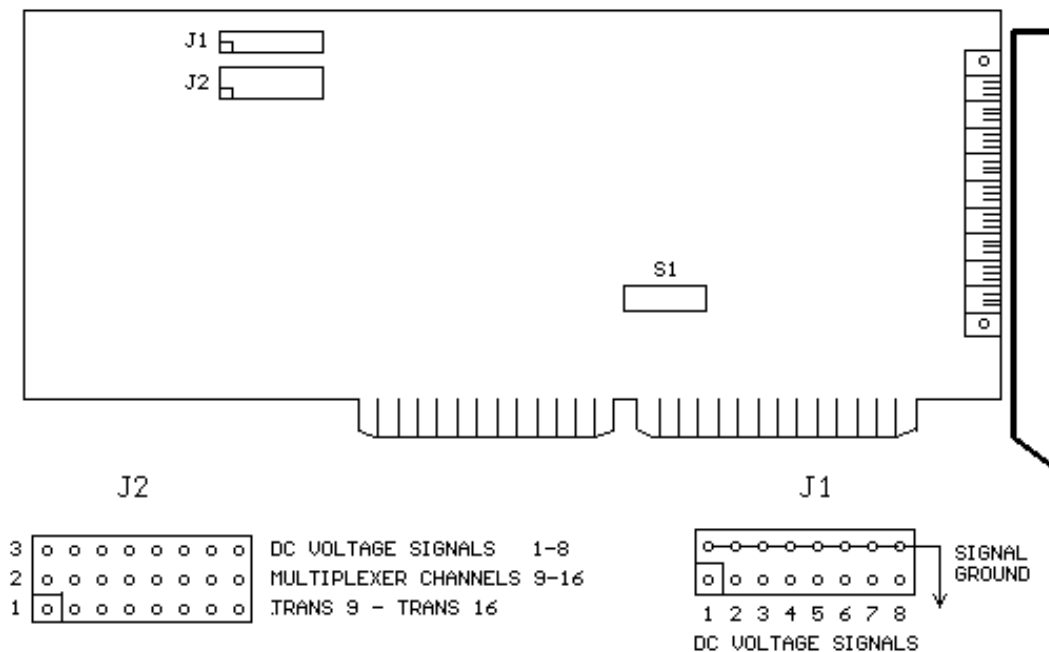 J1
J2
S1
J2
J1
3 DC VOLTAGE SIGNALS 1-8
2 MULTIPLEXER CHANNELS 9-16
1 TRANS 9 - TRANS 16
SIGNAL
GROUND
1 2 3 4 5 6 7 8
DC VOLTAGE SIGNALS